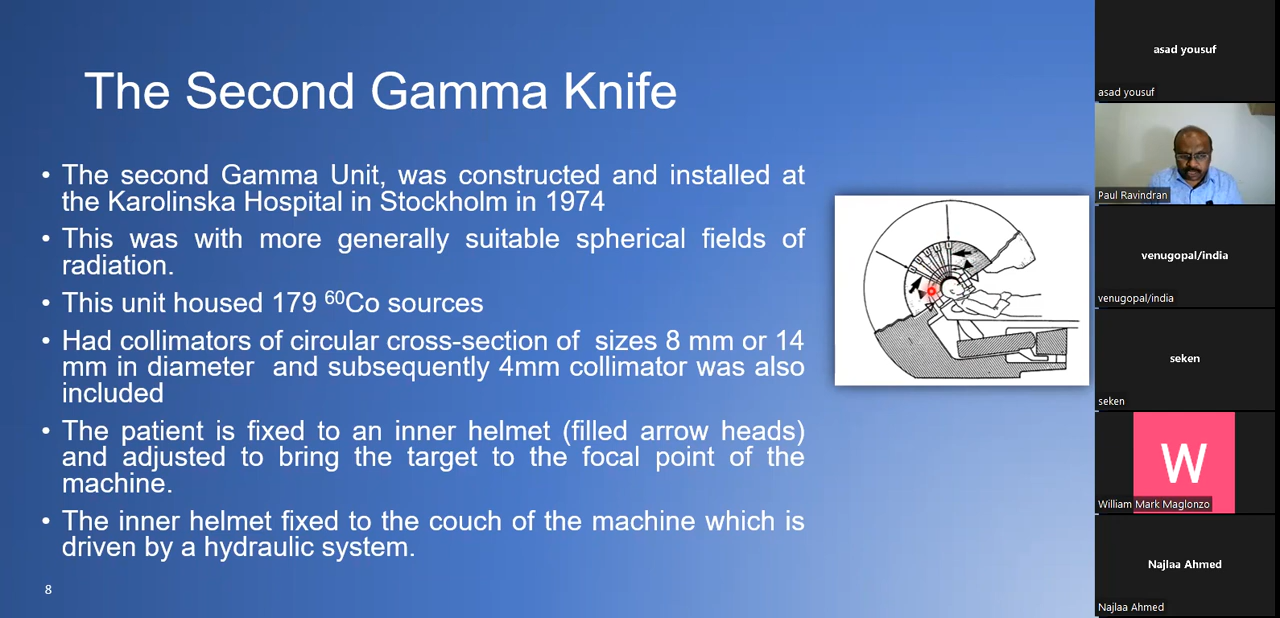 The Second Gamma Knife
• The second Gamma Unit, was constructed and installed at
the Karolinska Hospital in Stockholm in 1974
• This was with more generally suitable spherical fields of
radiation.
• This unit housed 179 ⁶⁰Co sources
• Had collimators of circular cross-section of sizes 8 mm or 14
mm in diameter and subsequently 4mm collimator was also
included
• The patient is fixed to an inner helmet (filled arrow heads)
and adjusted to bring the target to the focal point of the
machine.
• The inner helmet fixed to the couch of the machine which is
driven by a hydraulic system.
8
asad yousuf
asad yousuf
Paul Ravindran
venugopal/india
venugopal/india
seken
seken
W
William Mark Maglonzo
Najlaa Ahmed
Najlaa Ahmed